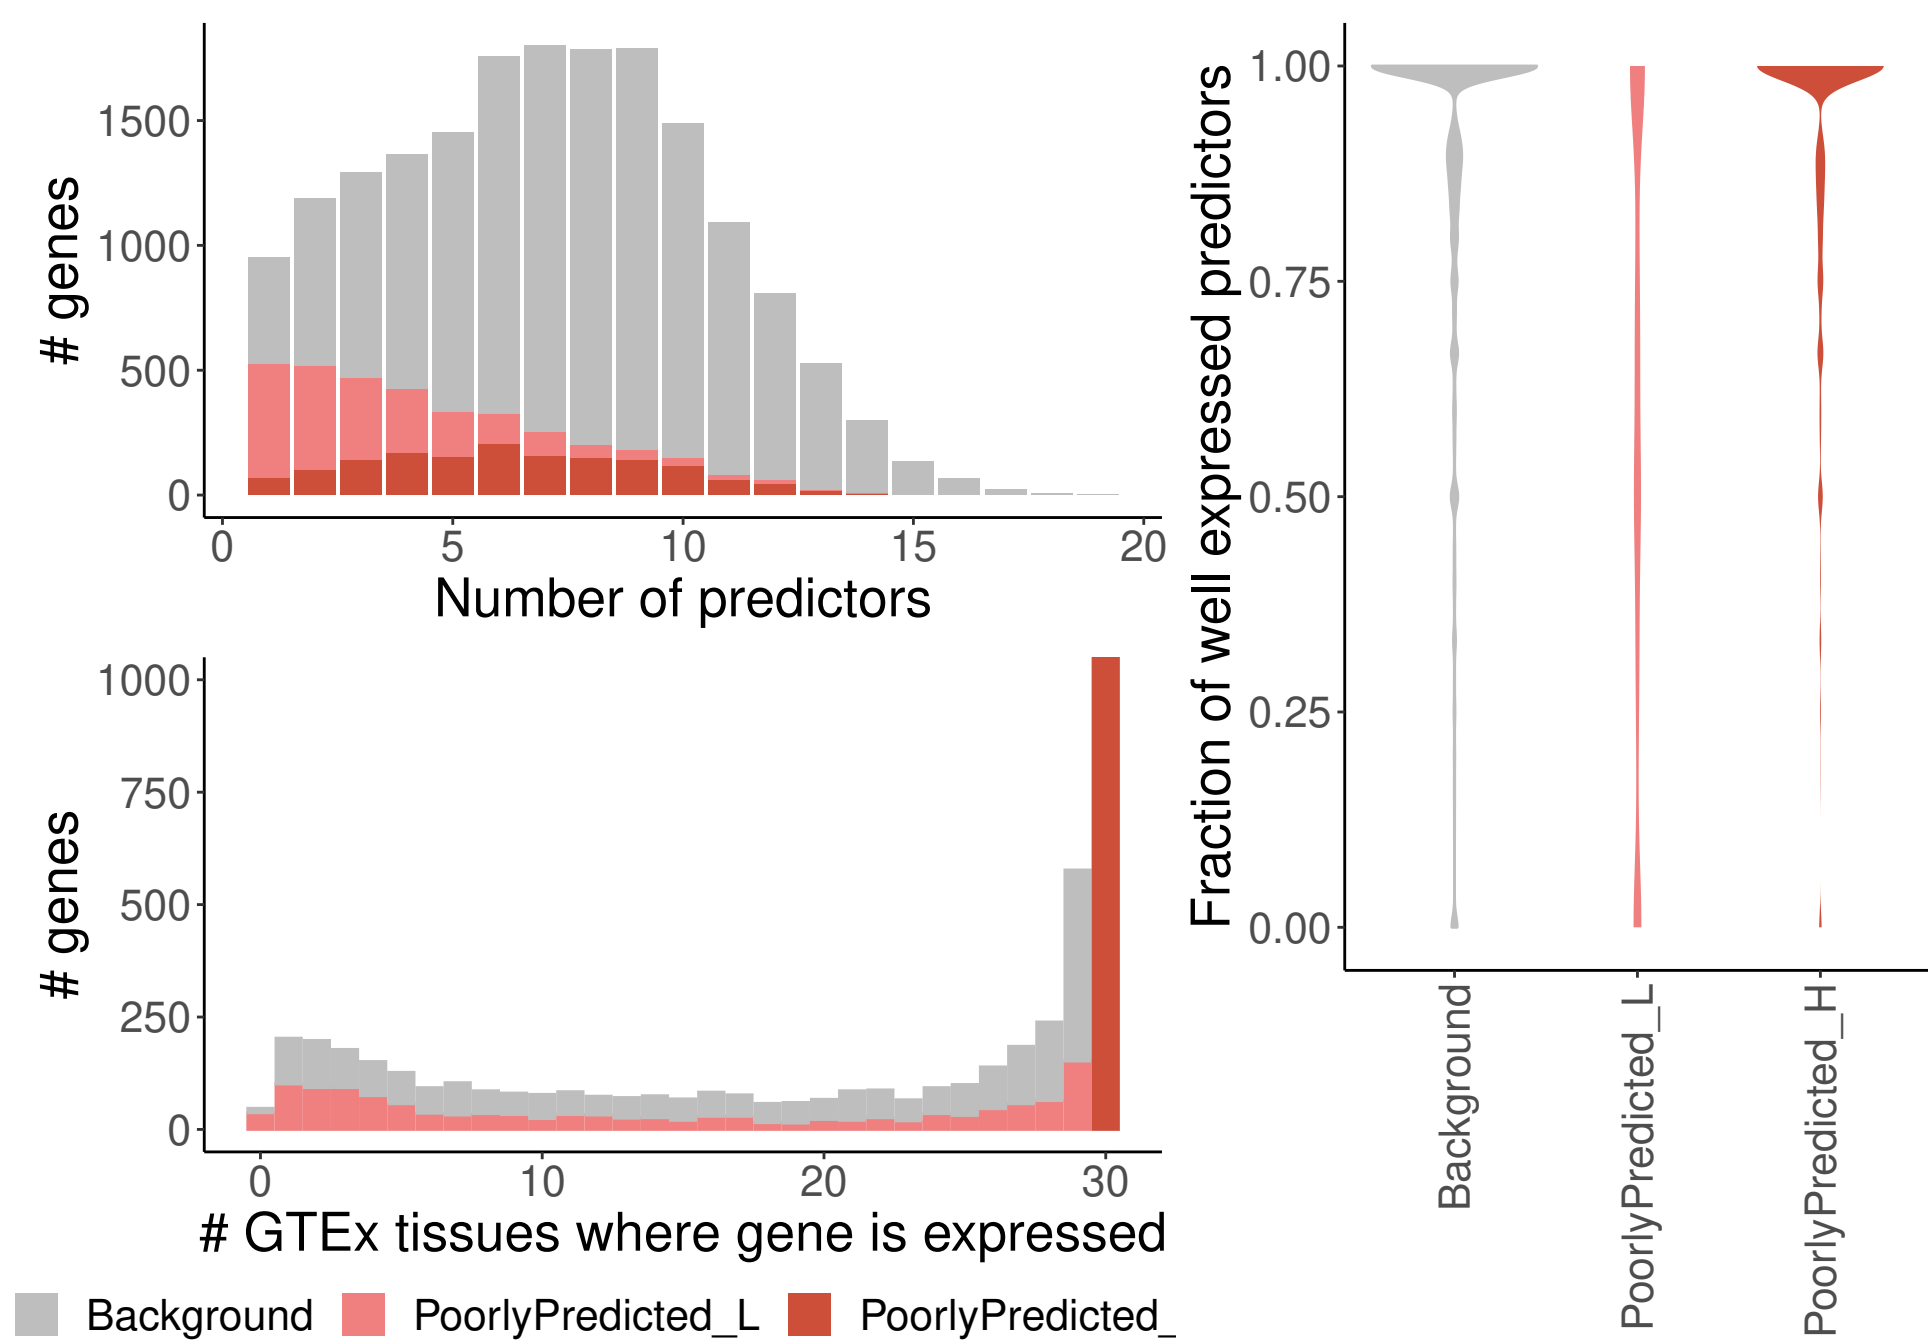 # genes
1500
1000
500
0
0 5 10 15 20
Number of predictors
# genes
1000
750
500
250
0
0 10 20 30
# GTEx tissues where gene is expressed
Background PoorlyPredicted_L PoorlyPredicted_
Fraction of well expressed predictors
1.00
0.75
0.50
0.25
0.00
Background
PoorlyPredicted_L
PoorlyPredicted_H